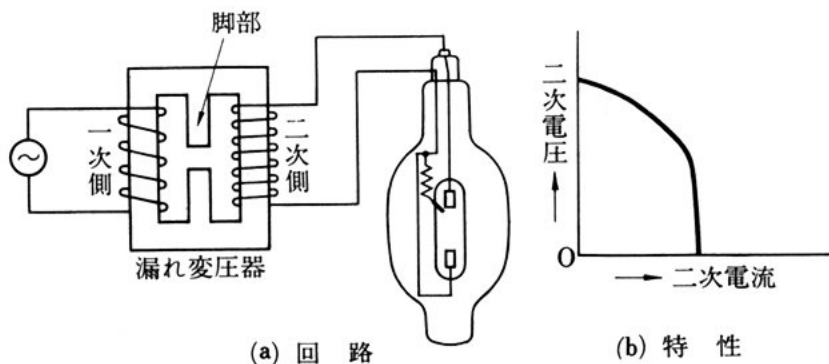 脚部
一次側
二次側
漏れ変圧器
(a) 回 路
二次電圧
O
二次電流
(b) 特 性